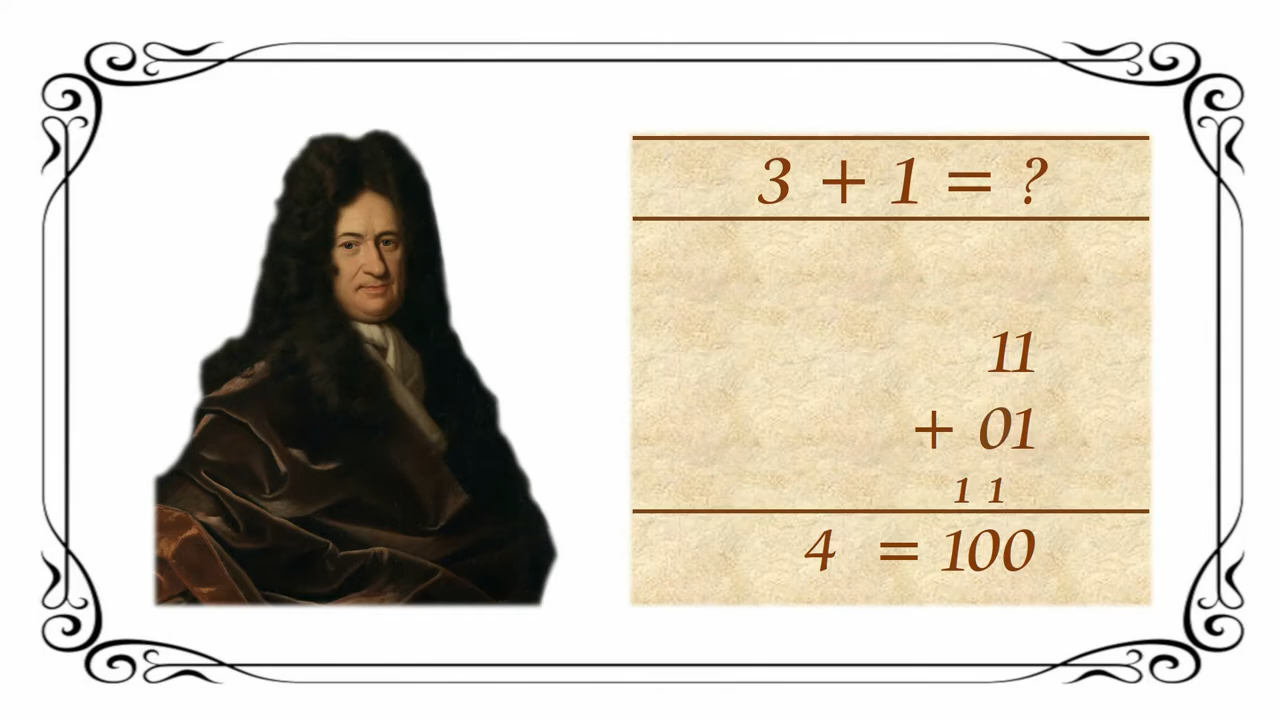 3 + 1 = ?
11
+ 01
1 1
4 = 100